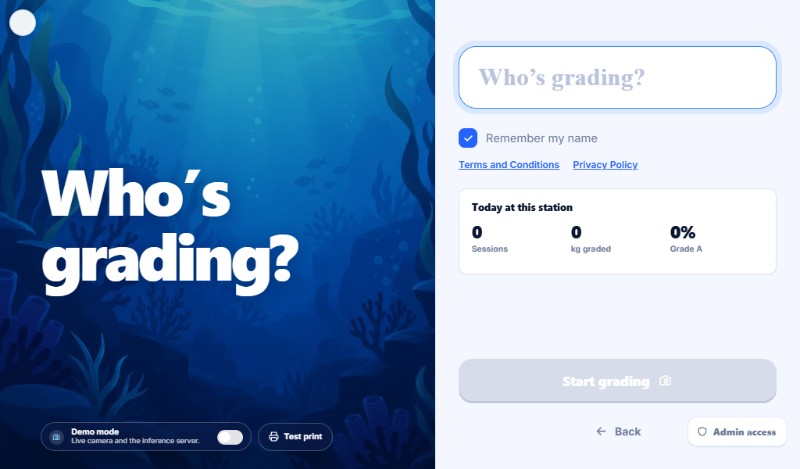 Who's
grading?
Demo mode
Live camera and the inference server.
Test print
Who's grading?
Remember my name
Terms and Conditions Privacy Policy
Today at this station
0 0 0%
Sessions kg graded Grade A
Start grading
Back
Admin access